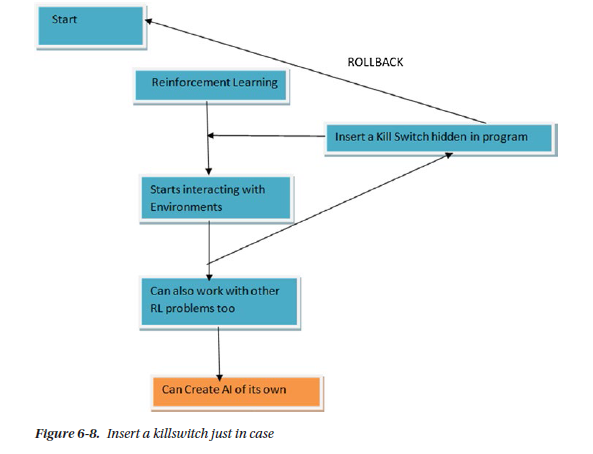 Start
ROLLBACK
Reinforcement Learning
Insert a Kill Switch hidden in program
Starts interacting with
Environments
Can also work with other
RL problems too
Can Create AI of its own
Figure 6-8. Insert a killswitch just in case